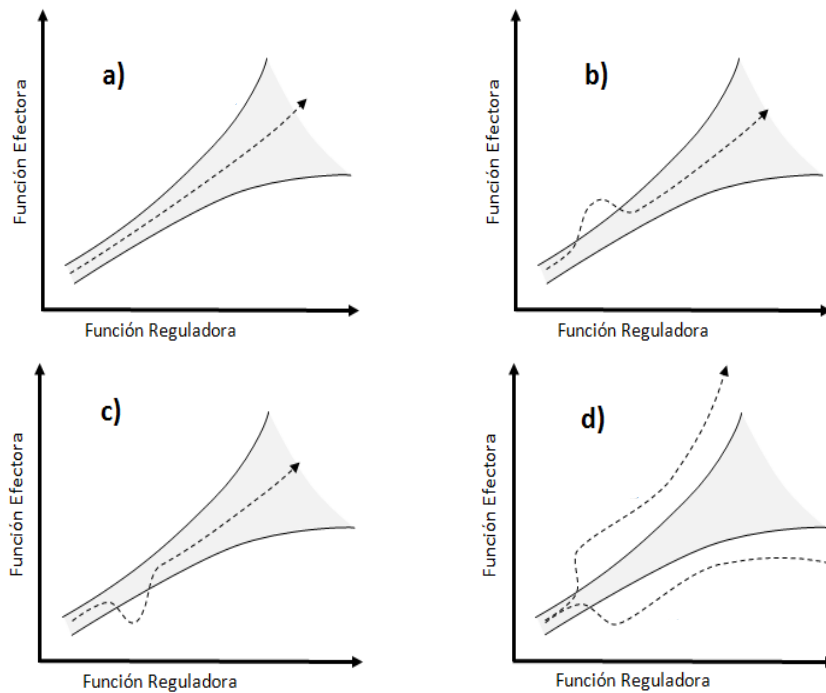 a)
Función Efectora
Función Reguladora
b)
Función Efectora
Función Reguladora
c)
Función Efectora
Función Reguladora
d)
Función Efectora
Función Reguladora